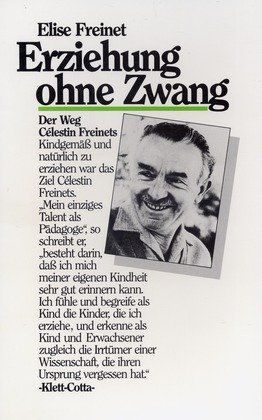 Elise Freinet
Erziehung
ohne Zwang
Der Weg
Célestin Freinets
Kindgemäß und
natürlich zu
erziehen war das
Ziel Célestin
Freinets.
„Mein einziges
Talent als
Pädagoge“, so
schreibt er,
„besteht darin,
daß ich mich
meiner eigenen Kindheit
sehr gut erinnern kann.
Ich fühle und begreife als
Kind die Kinder, die ich
erziehe, und erkenne als
Kind und Erwachsener
zugleich die Irrtümer einer
Wissenschaft, die ihren
Ursprung vergessen hat.“
-Klett-Cotta-